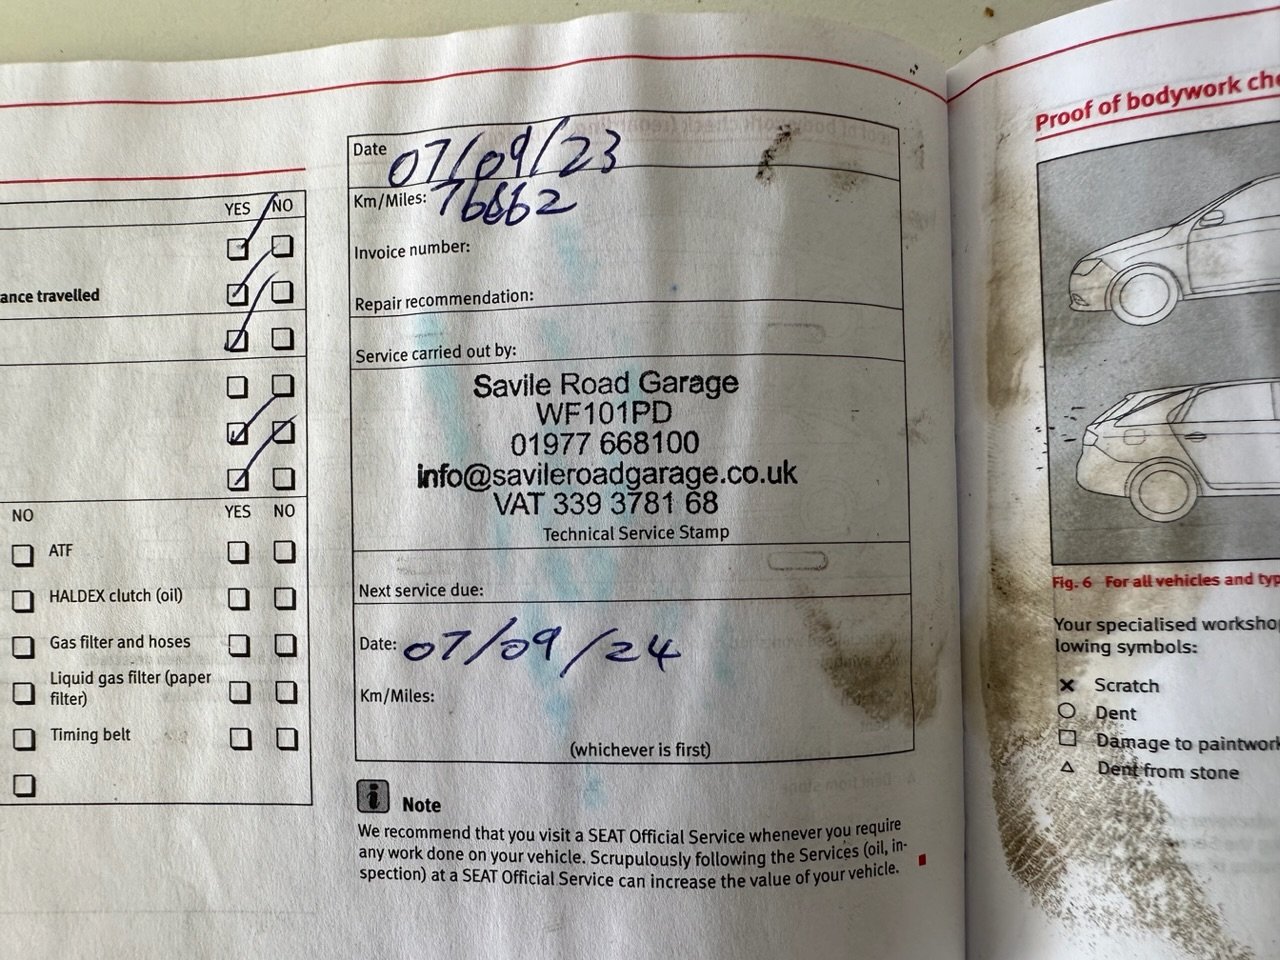 YES NO
ance travelled
NO YES NO
ATF
HALDEX clutch (oil)
Gas filter and hoses
Liquid gas filter (paper
filter)
Timing belt
Date 07/09/23
Km/Miles: 76662
Invoice number:
Repair recommendation:
Service carried out by:
Savile Road Garage
WF101PD
01977 668100
info@savileroadgarage.co.uk
VAT 339 3781 68
Technical Service Stamp
Next service due:
Date: 07/09/24
Km/Miles:
(whichever is first)
Note
We recommend that you visit a SEAT Official Service whenever you require
any work done on your vehicle. Scrupulously following the Services (oil, in-
spection) at a SEAT Official Service can increase the value of your vehicle.
Proof of bodywork che
Fig. 6 For all vehicles and typ
Your specialised worksho
lowing symbols:
Scratch
Dent
Damage to paintwork
Dent from stone